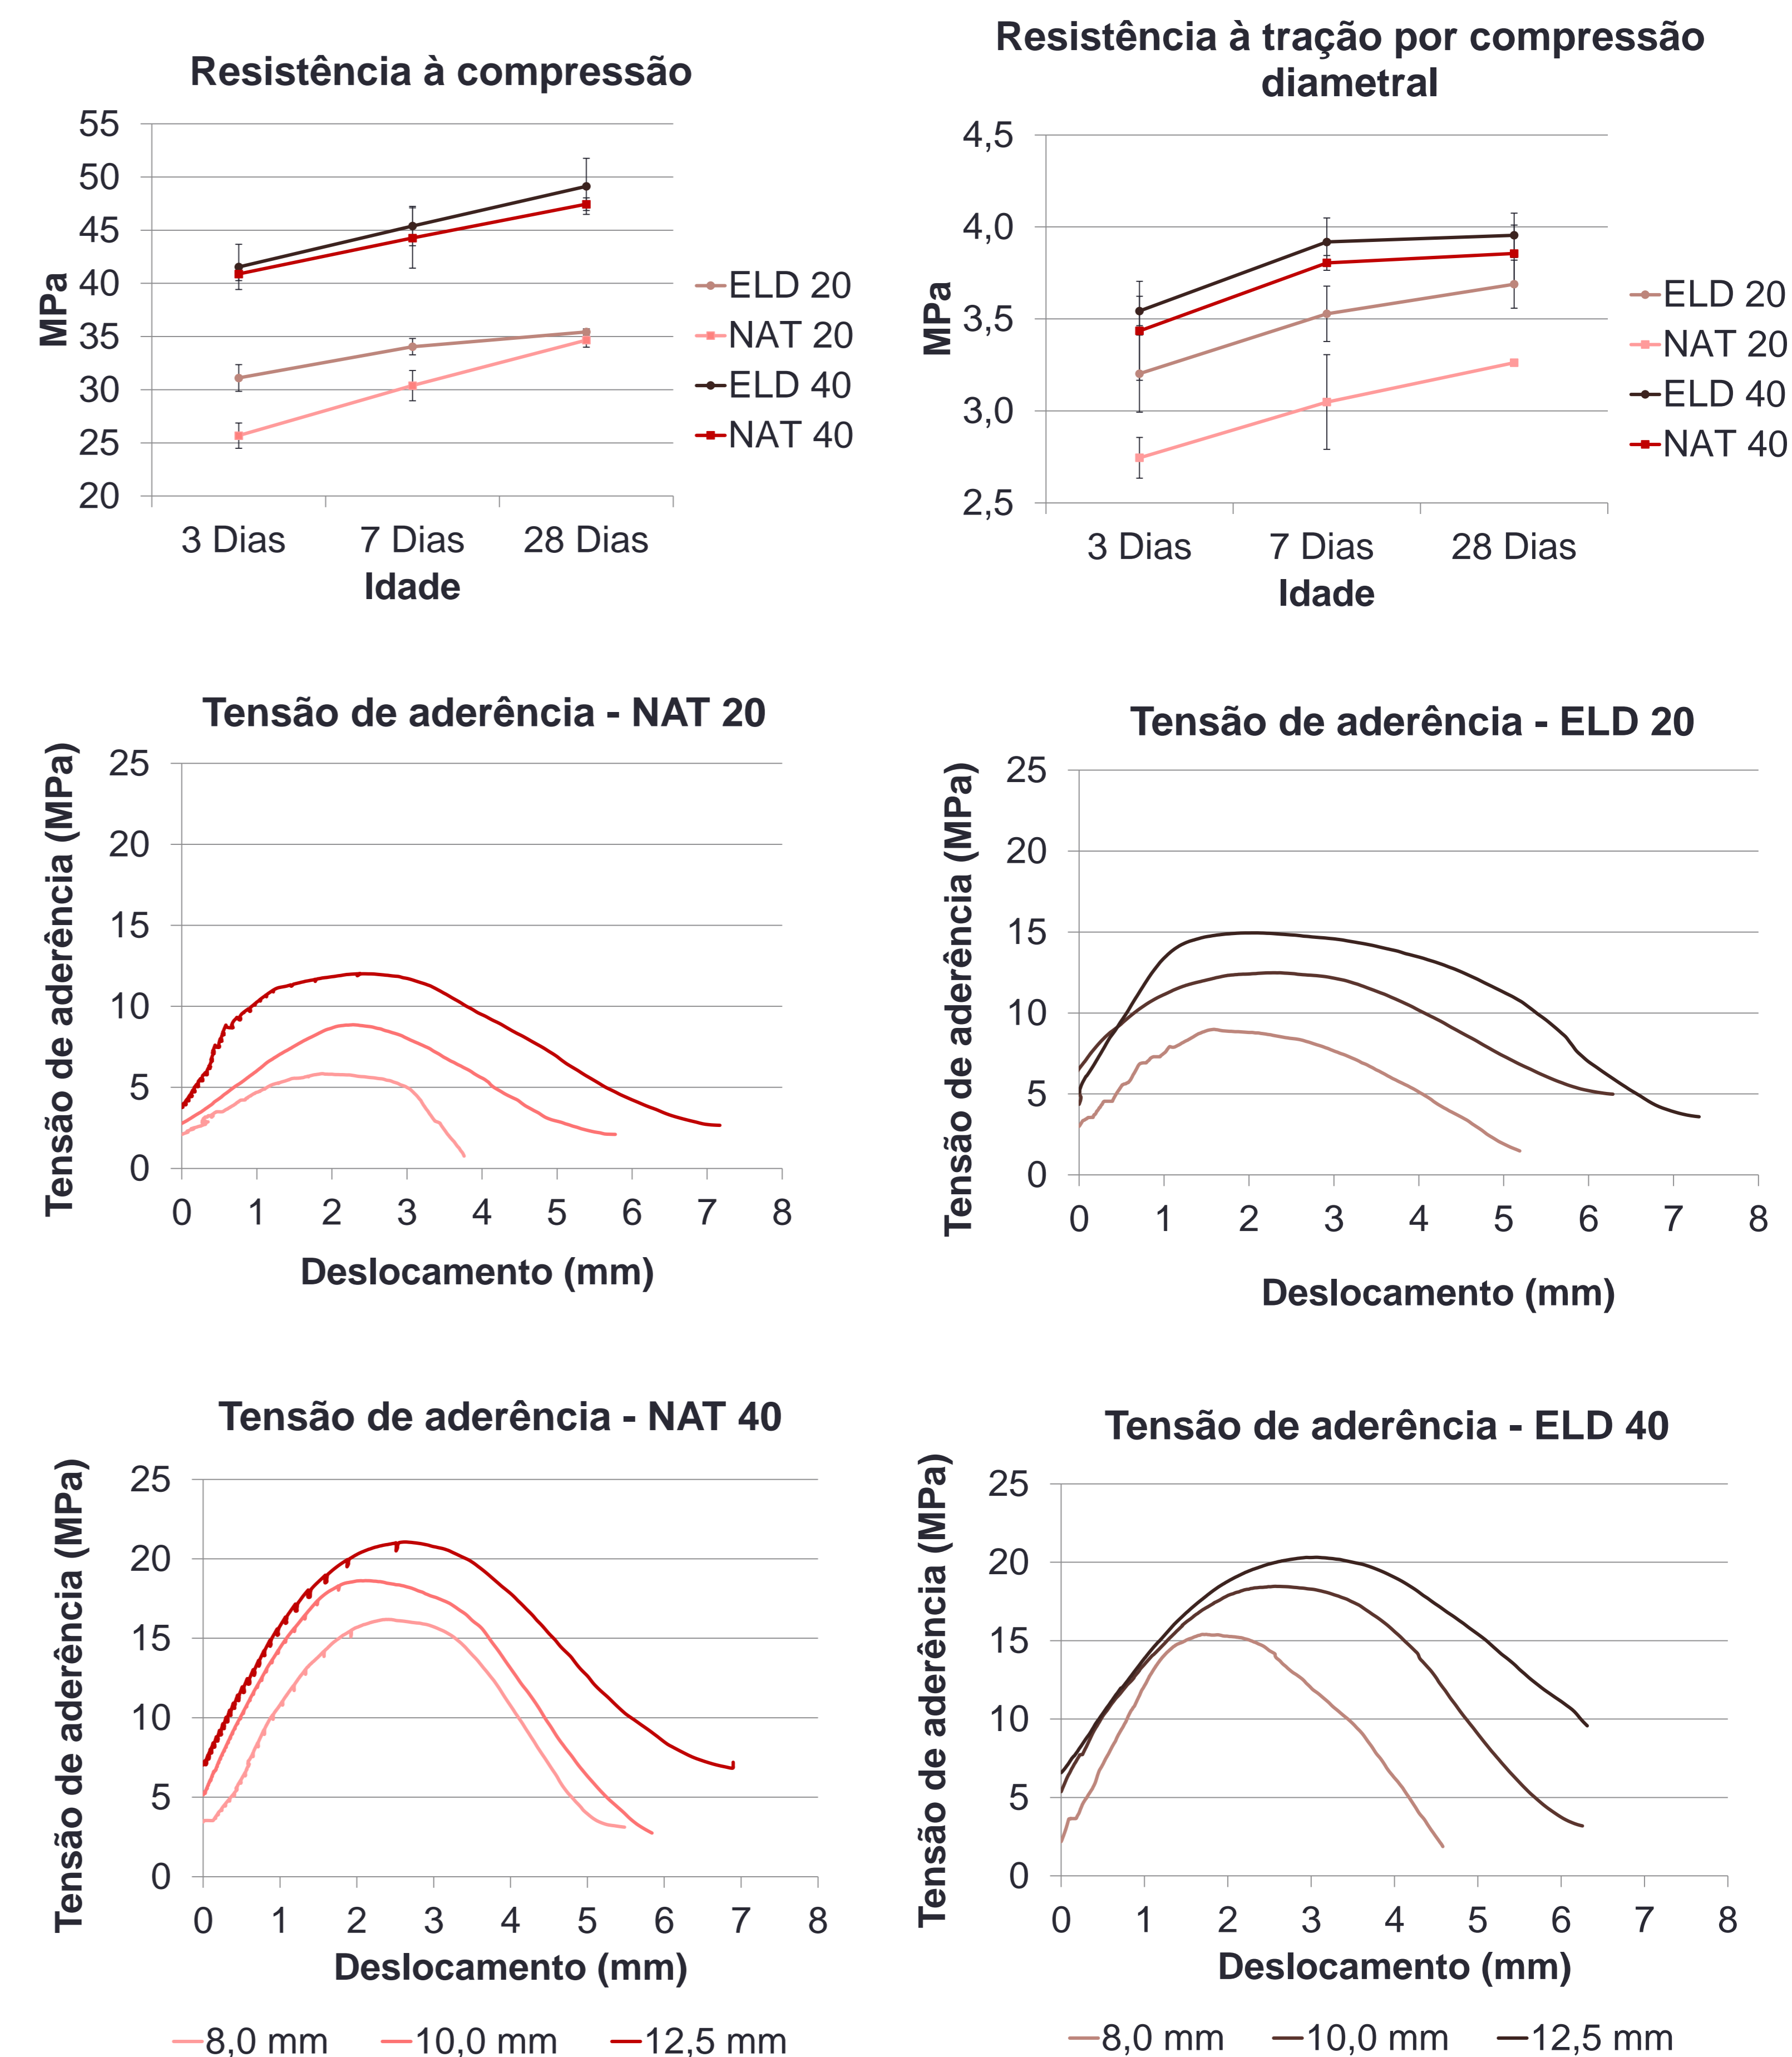 Resistência à compressão
55
50
45
40
35
30
25
20
MPa
3 Dias 7 Dias 28 Dias
Idade
ELD 20
NAT 20
ELD 40
NAT 40
Resistência à tração por compressão
diametral
4,5
4,0
3,5
3,0
2,5
MPa
3 Dias 7 Dias 28 Dias
Idade
ELD 20
NAT 20
ELD 40
NAT 40
Tensão de aderência - NAT 20
Tensão de aderência (MPa)
25
20
15
10
5
0
0 1 2 3 4 5 6 7 8
Deslocamento (mm)
Tensão de aderência - ELD 20
Tensão de aderência (MPa)
25
20
15
10
5
0
0 1 2 3 4 5 6 7 8
Deslocamento (mm)
Tensão de aderência - NAT 40
Tensão de aderência (MPa)
25
20
15
10
5
0
0 1 2 3 4 5 6 7 8
Deslocamento (mm)
8,0 mm 10,0 mm 12,5 mm
Tensão de aderência - ELD 40
Tensão de aderência (MPa)
25
20
15
10
5
0
0 1 2 3 4 5 6 7 8
Deslocamento (mm)
8,0 mm 10,0 mm 12,5 mm